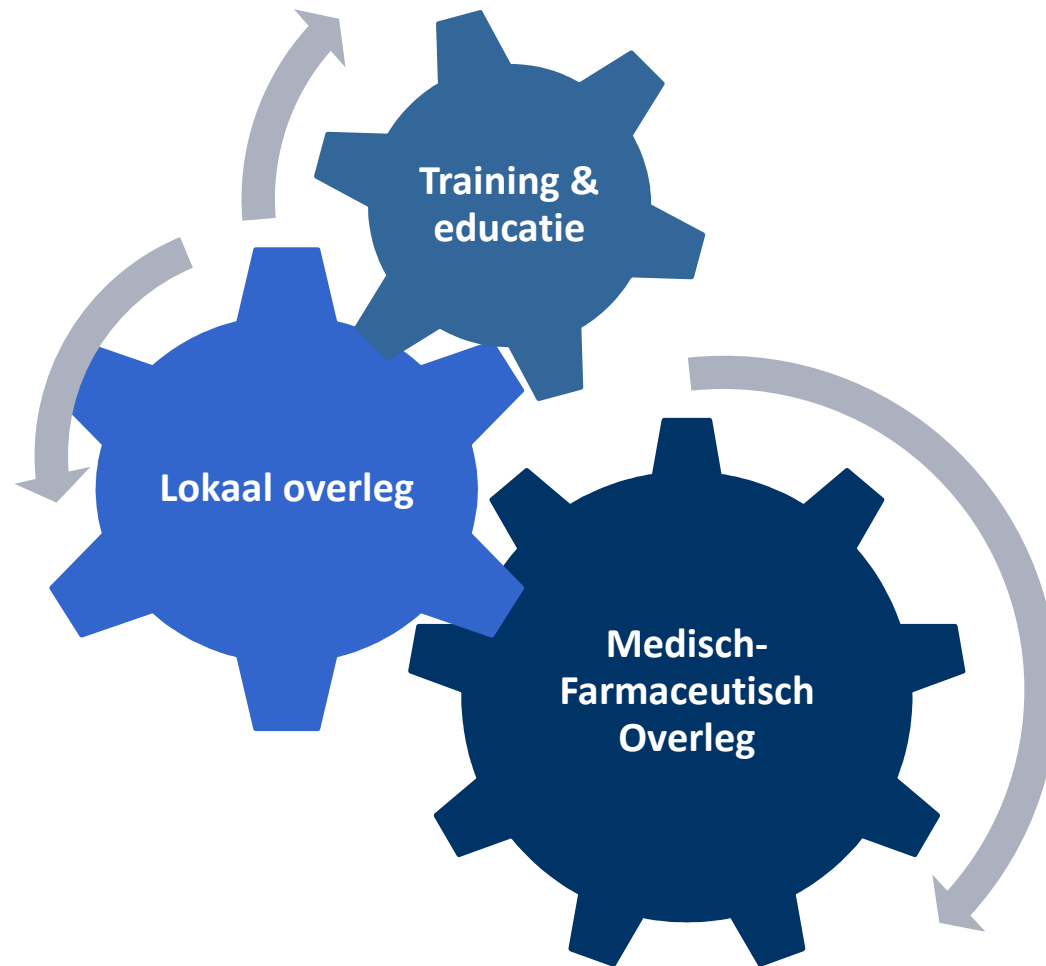 Training &
educatie
Lokaal overleg
Medisch-
Farmaceutisch
Overleg